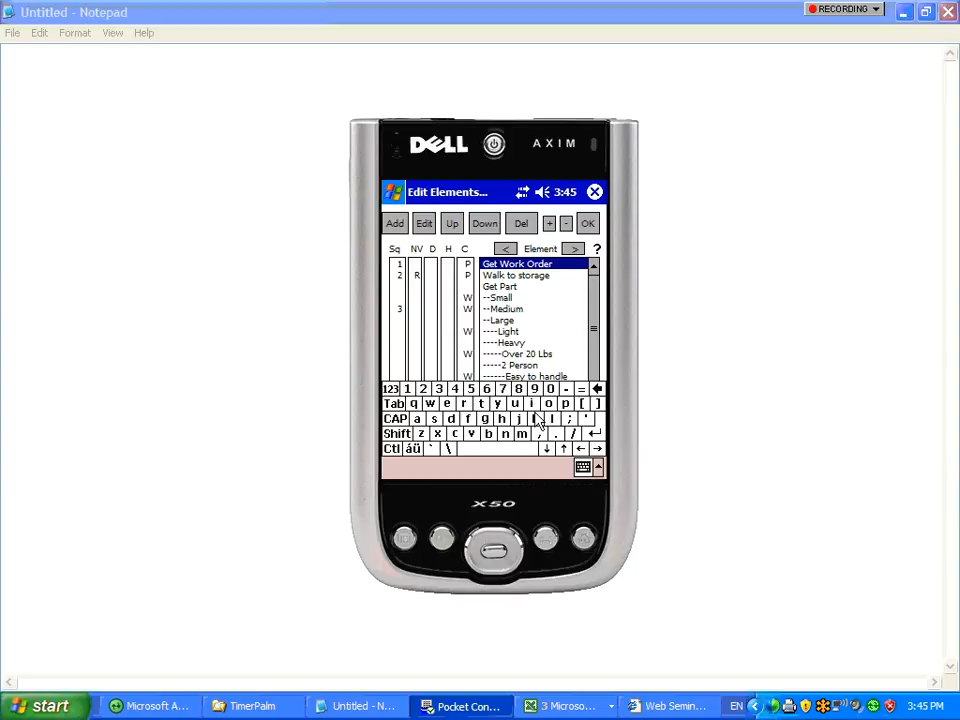 Untitled - Notepad
RECORDING
File Edit Format View Help
DELL AXIM
Edit Elements... 3:45
Add Edit Up Down Del + - OK
Sq NV D H C < Element > ?
1 P Get Work Order
2 R P Walk to storage
Get Part
W --Small
3 W --Medium
--Large
W ----Light
----Heavy
W -----Over 20 Lbs
-----2 Person
W ------Easy to handle
123 1 2 3 4 5 6 7 8 9 0 - =
Tab q w e r t y u i o p [ ]
CAP a s d f g h j l ; '
Shift z x c v b n m , . /
Ctl áü ` \
X50
start Microsoft A... TimerPalm Untitled - N... Pocket Con... 3 Microso... Web Semin... EN 3:45 PM